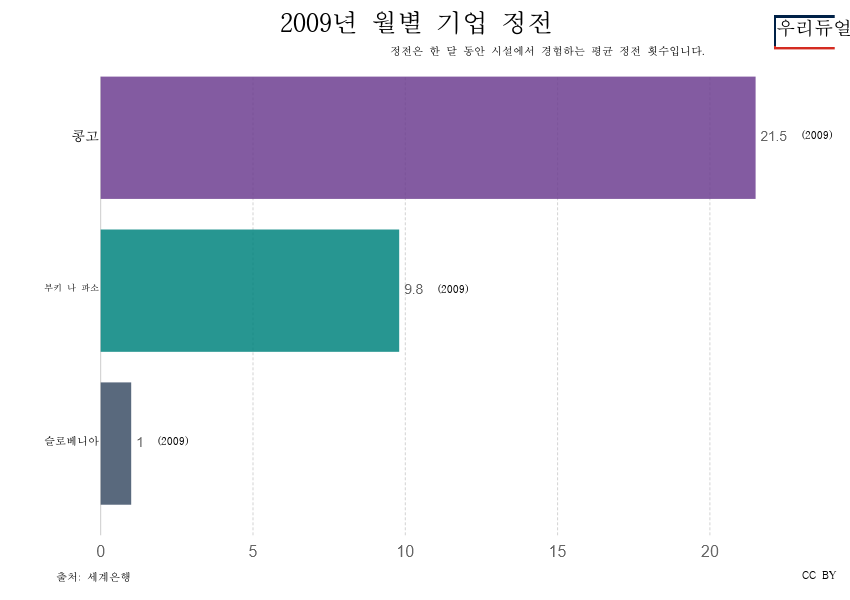 2009년 월별 기업 정전
우리듀얼
정전은 한 달 동안 시설에서 경험하는 평균 정전 횟수입니다.
콩고 21.5 (2009)
부키 나 파소 9.8 (2009)
슬로베니아 1 (2009)
0 5 10 15 20
출처: 세계은행
CC BY